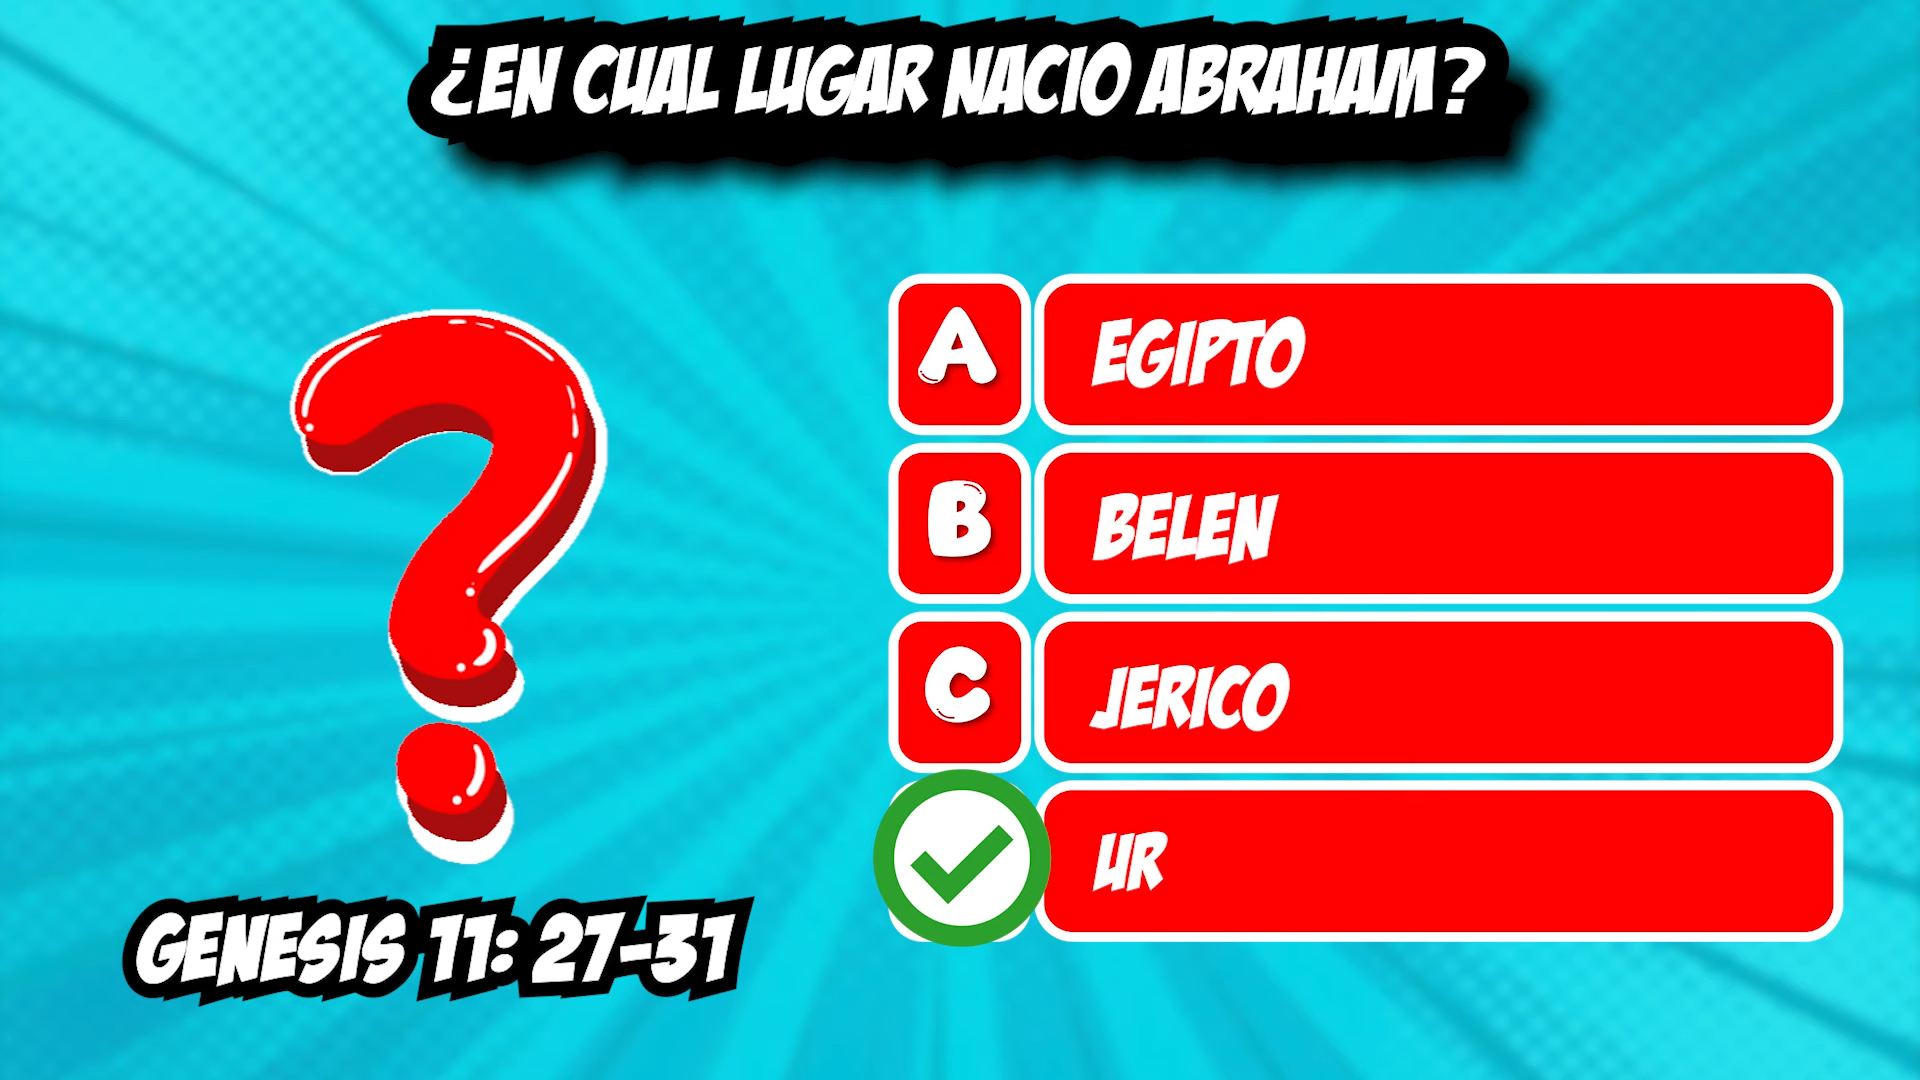 ¿EN CUAL LUGAR NACIO ABRAHAM?
A EGIPTO
B BELEN
C JERICO
UR
GENESIS 11: 27-31